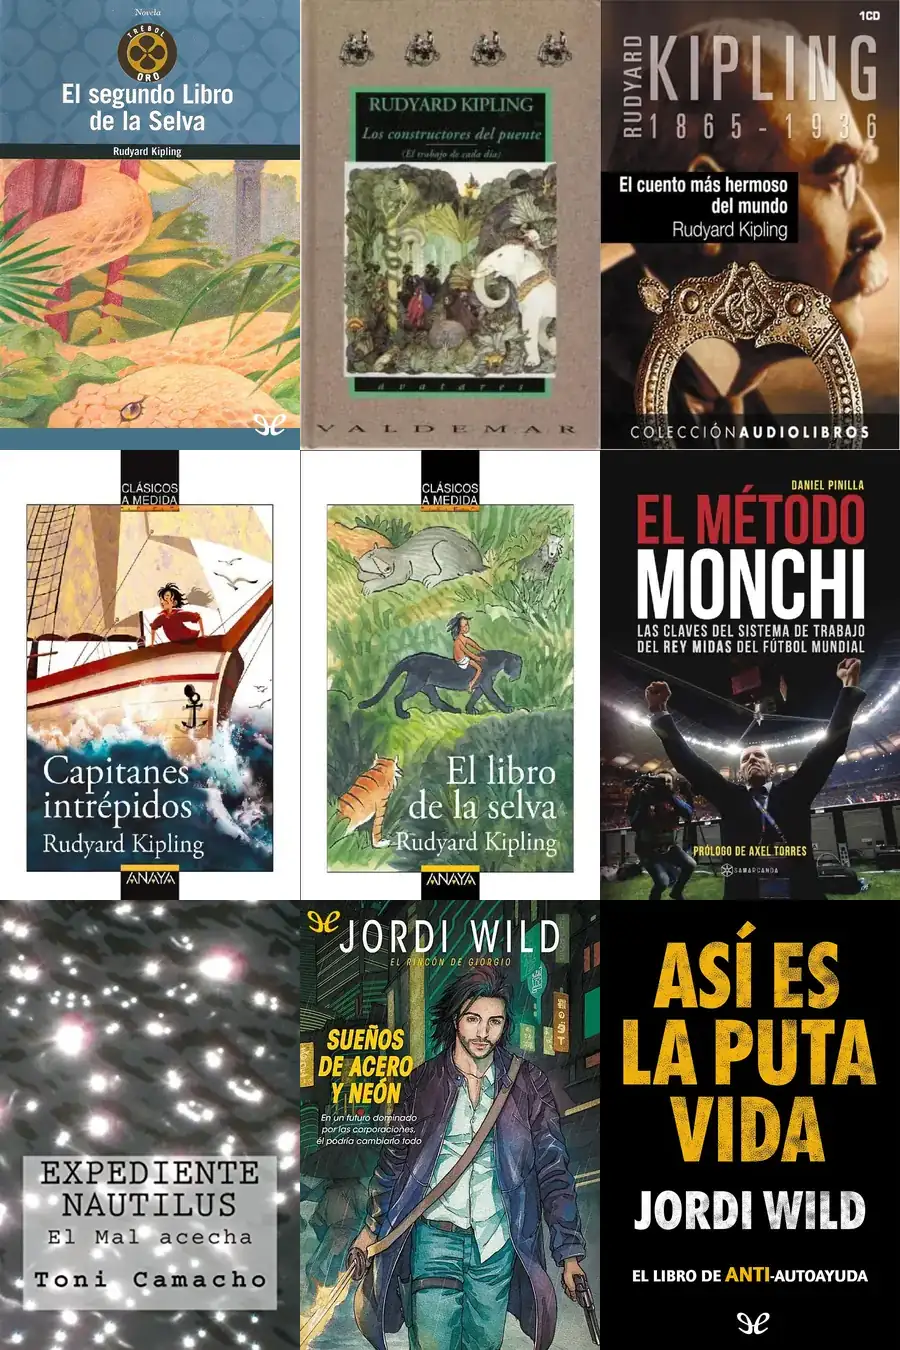 Novela
TRÉBOL
ORO
El segundo Libro
de la Selva
Rudyard Kipling
RUDYARD KIPLING
Los constructores del puente
(El trabajo de cada día)
avatares
VALDEMAR
1CD
RUDYARD
KIPLING
1865-1936
El cuento más hermoso
del mundo
Rudyard Kipling
COLECCIÓN AUDIOLIBROS
CLÁSICOS
A MEDIDA
Capitanes
intrépidos
Rudyard Kipling
ANAYA
CLÁSICOS
A MEDIDA
El libro
de la selva
Rudyard Kipling
ANAYA
DANIEL PINILLA
EL MÉTODO
MONCHI
LAS CLAVES DEL SISTEMA DE TRABAJO
DEL REY MIDAS DEL FÚTBOL MUNDIAL
PRÓLOGO DE AXEL TORRES
SAMARCANDA
EXPEDIENTE
NAUTILUS
El Mal acecha
Toni Camacho
JORDI WILD
EL RINCÓN DE GIORGIO
SUEÑOS
DE ACERO
Y NEÓN
En un futuro dominado
por las corporaciones,
él podría cambiarlo todo
ASÍ ES
LA PUTA
VIDA
JORDI WILD
EL LIBRO DE ANTI-AUTOAYUDA